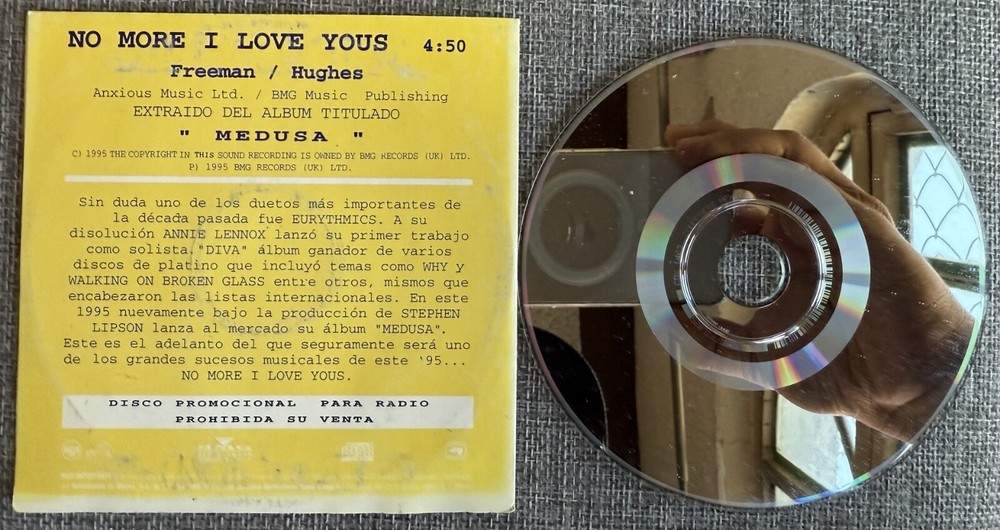 NO MORE I LOVE YOUS 4:50
Freeman / Hughes
Anxious Music Ltd. / BMG Music Publishing
EXTRAIDO DEL ALBUM TITULADO
" MEDUSA "
C) 1995 THE COPYRIGHT IN THIS SOUND RECORDING IS OWNED BY BMG RECORDS (UK) LTD.
P) 1995 BMG RECORDS (UK) LTD.
Sin duda uno de los duetos más importantes de
la década pasada fue EURYTHMICS. A su
disolución ANNIE LENNOX lanzó su primer trabajo
como solista "DIVA" álbum ganador de varios
discos de platino que incluyó temas como WHY y
WALKING ON BROKEN GLASS entre otros, mismos que
encabezaron las listas internacionales. En este
1995 nuevamente bajo la producción de STEPHEN
LIPSON lanza al mercado su álbum "MEDUSA".
Este es el adelanto del que seguramente será uno
de los grandes sucesos musicales de este '95...
NO MORE I LOVE YOUS.
DISCO PROMOCIONAL PARA RADIO
PROHIBIDA SU VENTA